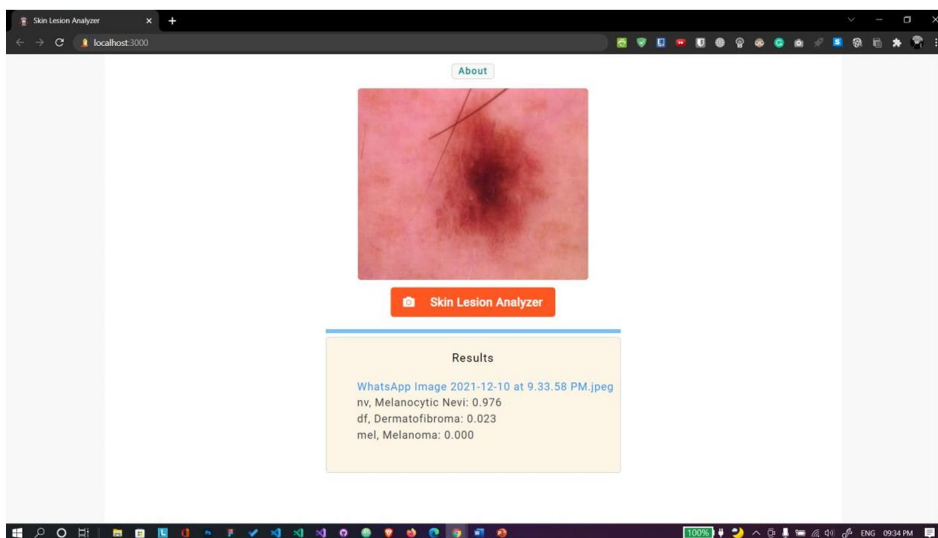 Skin Lesion Analyzer
localhost:3000
About
Skin Lesion Analyzer
Results
WhatsApp Image 2021-12-10 at 9.33.58 PM.jpeg
nv, Melanocytic Nevi: 0.976
df, Dermatofibroma: 0.023
mel, Melanoma: 0.000
100% ENG 09:34 PM